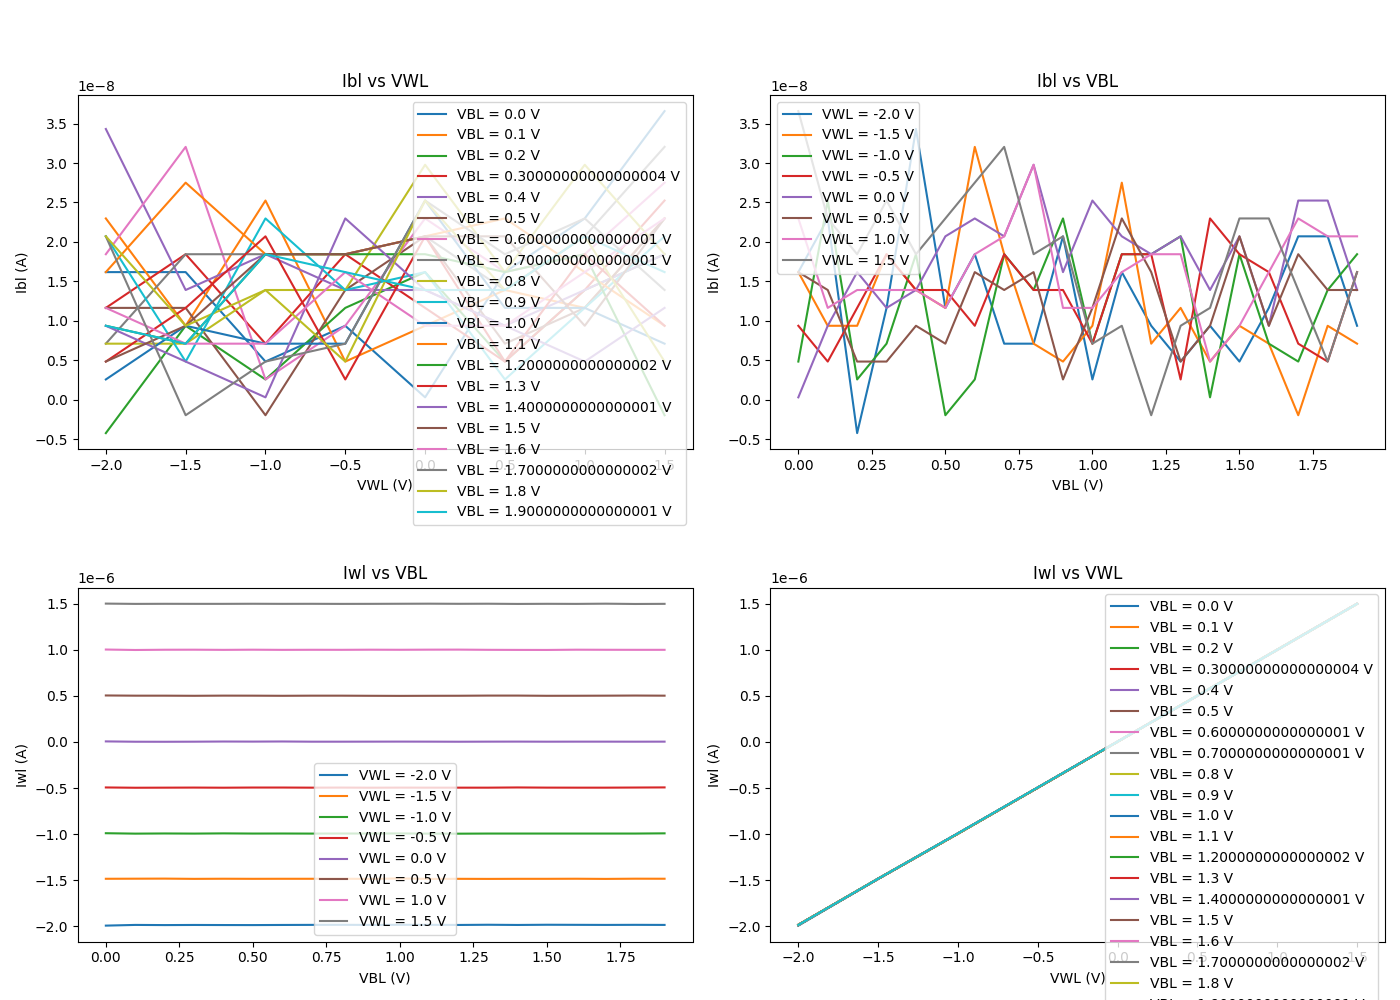 Ibl vs VWL
1e−8
3.5
3.0
2.5
2.0
1.5
1.0
0.5
0.0
−0.5
Ibl (A)
VBL = 0.0 V
VBL = 0.1 V
VBL = 0.2 V
VBL = 0.30000000000000004 V
VBL = 0.4 V
VBL = 0.5 V
VBL = 0.6000000000000001 V
VBL = 0.7000000000000001 V
VBL = 0.8 V
VBL = 0.9 V
VBL = 1.0 V
VBL = 1.1 V
VBL = 1.2000000000000002 V
VBL = 1.3 V
VBL = 1.4000000000000001 V
VBL = 1.5 V
VBL = 1.6 V
VBL = 1.7000000000000002 V
VBL = 1.8 V
VBL = 1.9000000000000001 V
−2.0 −1.5 −1.0 −0.5 0.0 0.5 1.0 1.5
VWL (V)
Ibl vs VBL
1e−8
3.5
3.0
2.5
2.0
1.5
1.0
0.5
0.0
−0.5
Ibl (A)
VWL = -2.0 V
VWL = -1.5 V
VWL = -1.0 V
VWL = -0.5 V
VWL = 0.0 V
VWL = 0.5 V
VWL = 1.0 V
VWL = 1.5 V
0.00 0.25 0.50 0.75 1.00 1.25 1.50 1.75
VBL (V)
Iwl vs VBL
1e−6
1.5
1.0
0.5
0.0
−0.5
−1.0
−1.5
−2.0
Iwl (A)
VWL = -2.0 V
VWL = -1.5 V
VWL = -1.0 V
VWL = -0.5 V
VWL = 0.0 V
VWL = 0.5 V
VWL = 1.0 V
VWL = 1.5 V
0.00 0.25 0.50 0.75 1.00 1.25 1.50 1.75
VBL (V)
Iwl vs VWL
1e−6
1.5
1.0
0.5
0.0
−0.5
−1.0
−1.5
−2.0
Iwl (A)
VBL = 0.0 V
VBL = 0.1 V
VBL = 0.2 V
VBL = 0.30000000000000004 V
VBL = 0.4 V
VBL = 0.5 V
VBL = 0.6000000000000001 V
VBL = 0.7000000000000001 V
VBL = 0.8 V
VBL = 0.9 V
VBL = 1.0 V
VBL = 1.1 V
VBL = 1.2000000000000002 V
VBL = 1.3 V
VBL = 1.4000000000000001 V
VBL = 1.5 V
VBL = 1.6 V
VBL = 1.7000000000000002 V
VBL = 1.8 V
−2.0 −1.5 −1.0 −0.5 0.0 0.5 1.0 1.5
VWL (V)